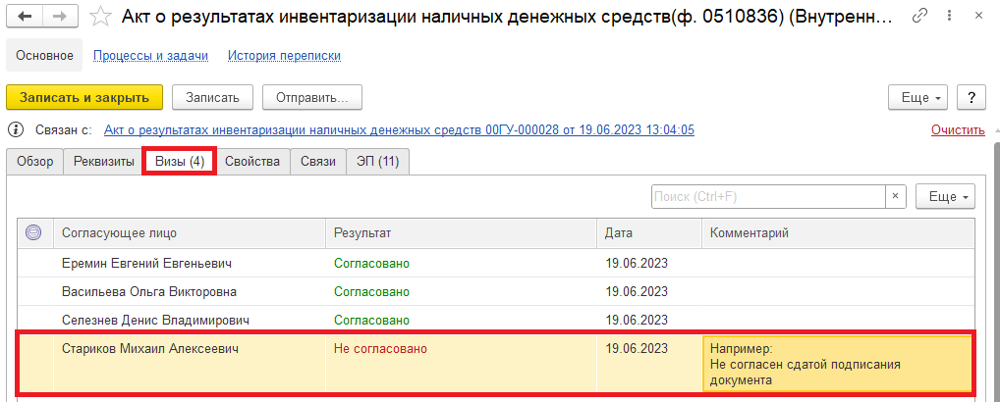 Акт о результатах инвентаризации наличных денежных средств(ф. 0510836) (Внутренн...
Основное Процессы и задачи История переписки
Записать и закрыть Записать Отправить... Еще ?
Связан с: Акт о результатах инвентаризации наличных денежных средств 00ГУ-000028 от 19.06.2023 13:04:05 Очистить
Обзор Реквизиты Визы (4) Свойства Связи ЭП (11)
Поиск (Ctrl+F) × Еще
Согласующее лицо Результат Дата Комментарий
Еремин Евгений Евгеньевич Согласовано 19.06.2023
Васильева Ольга Викторовна Согласовано 19.06.2023
Селезнев Денис Владимирович Согласовано 19.06.2023
Стариков Михаил Алексеевич Не согласовано 19.06.2023 Например:
Не согласен сдатой подписания
документа